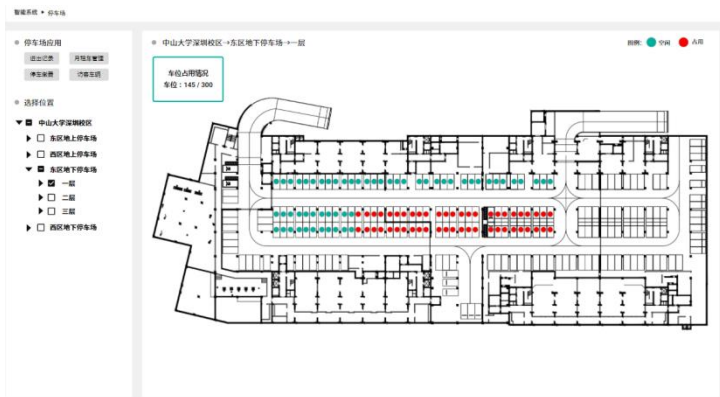 智能系统 • 停车场
停车场应用
进出记录 月租车管理
停车余量 访客车辆
选择位置
中山大学深圳校区
东区地上停车场
西区地上停车场
东区地下停车场
一层
二层
三层
西区地下停车场
中山大学深圳校区→东区地下停车场→一层
图例: 空闲 占用
车位占用情况
车位：145 / 300